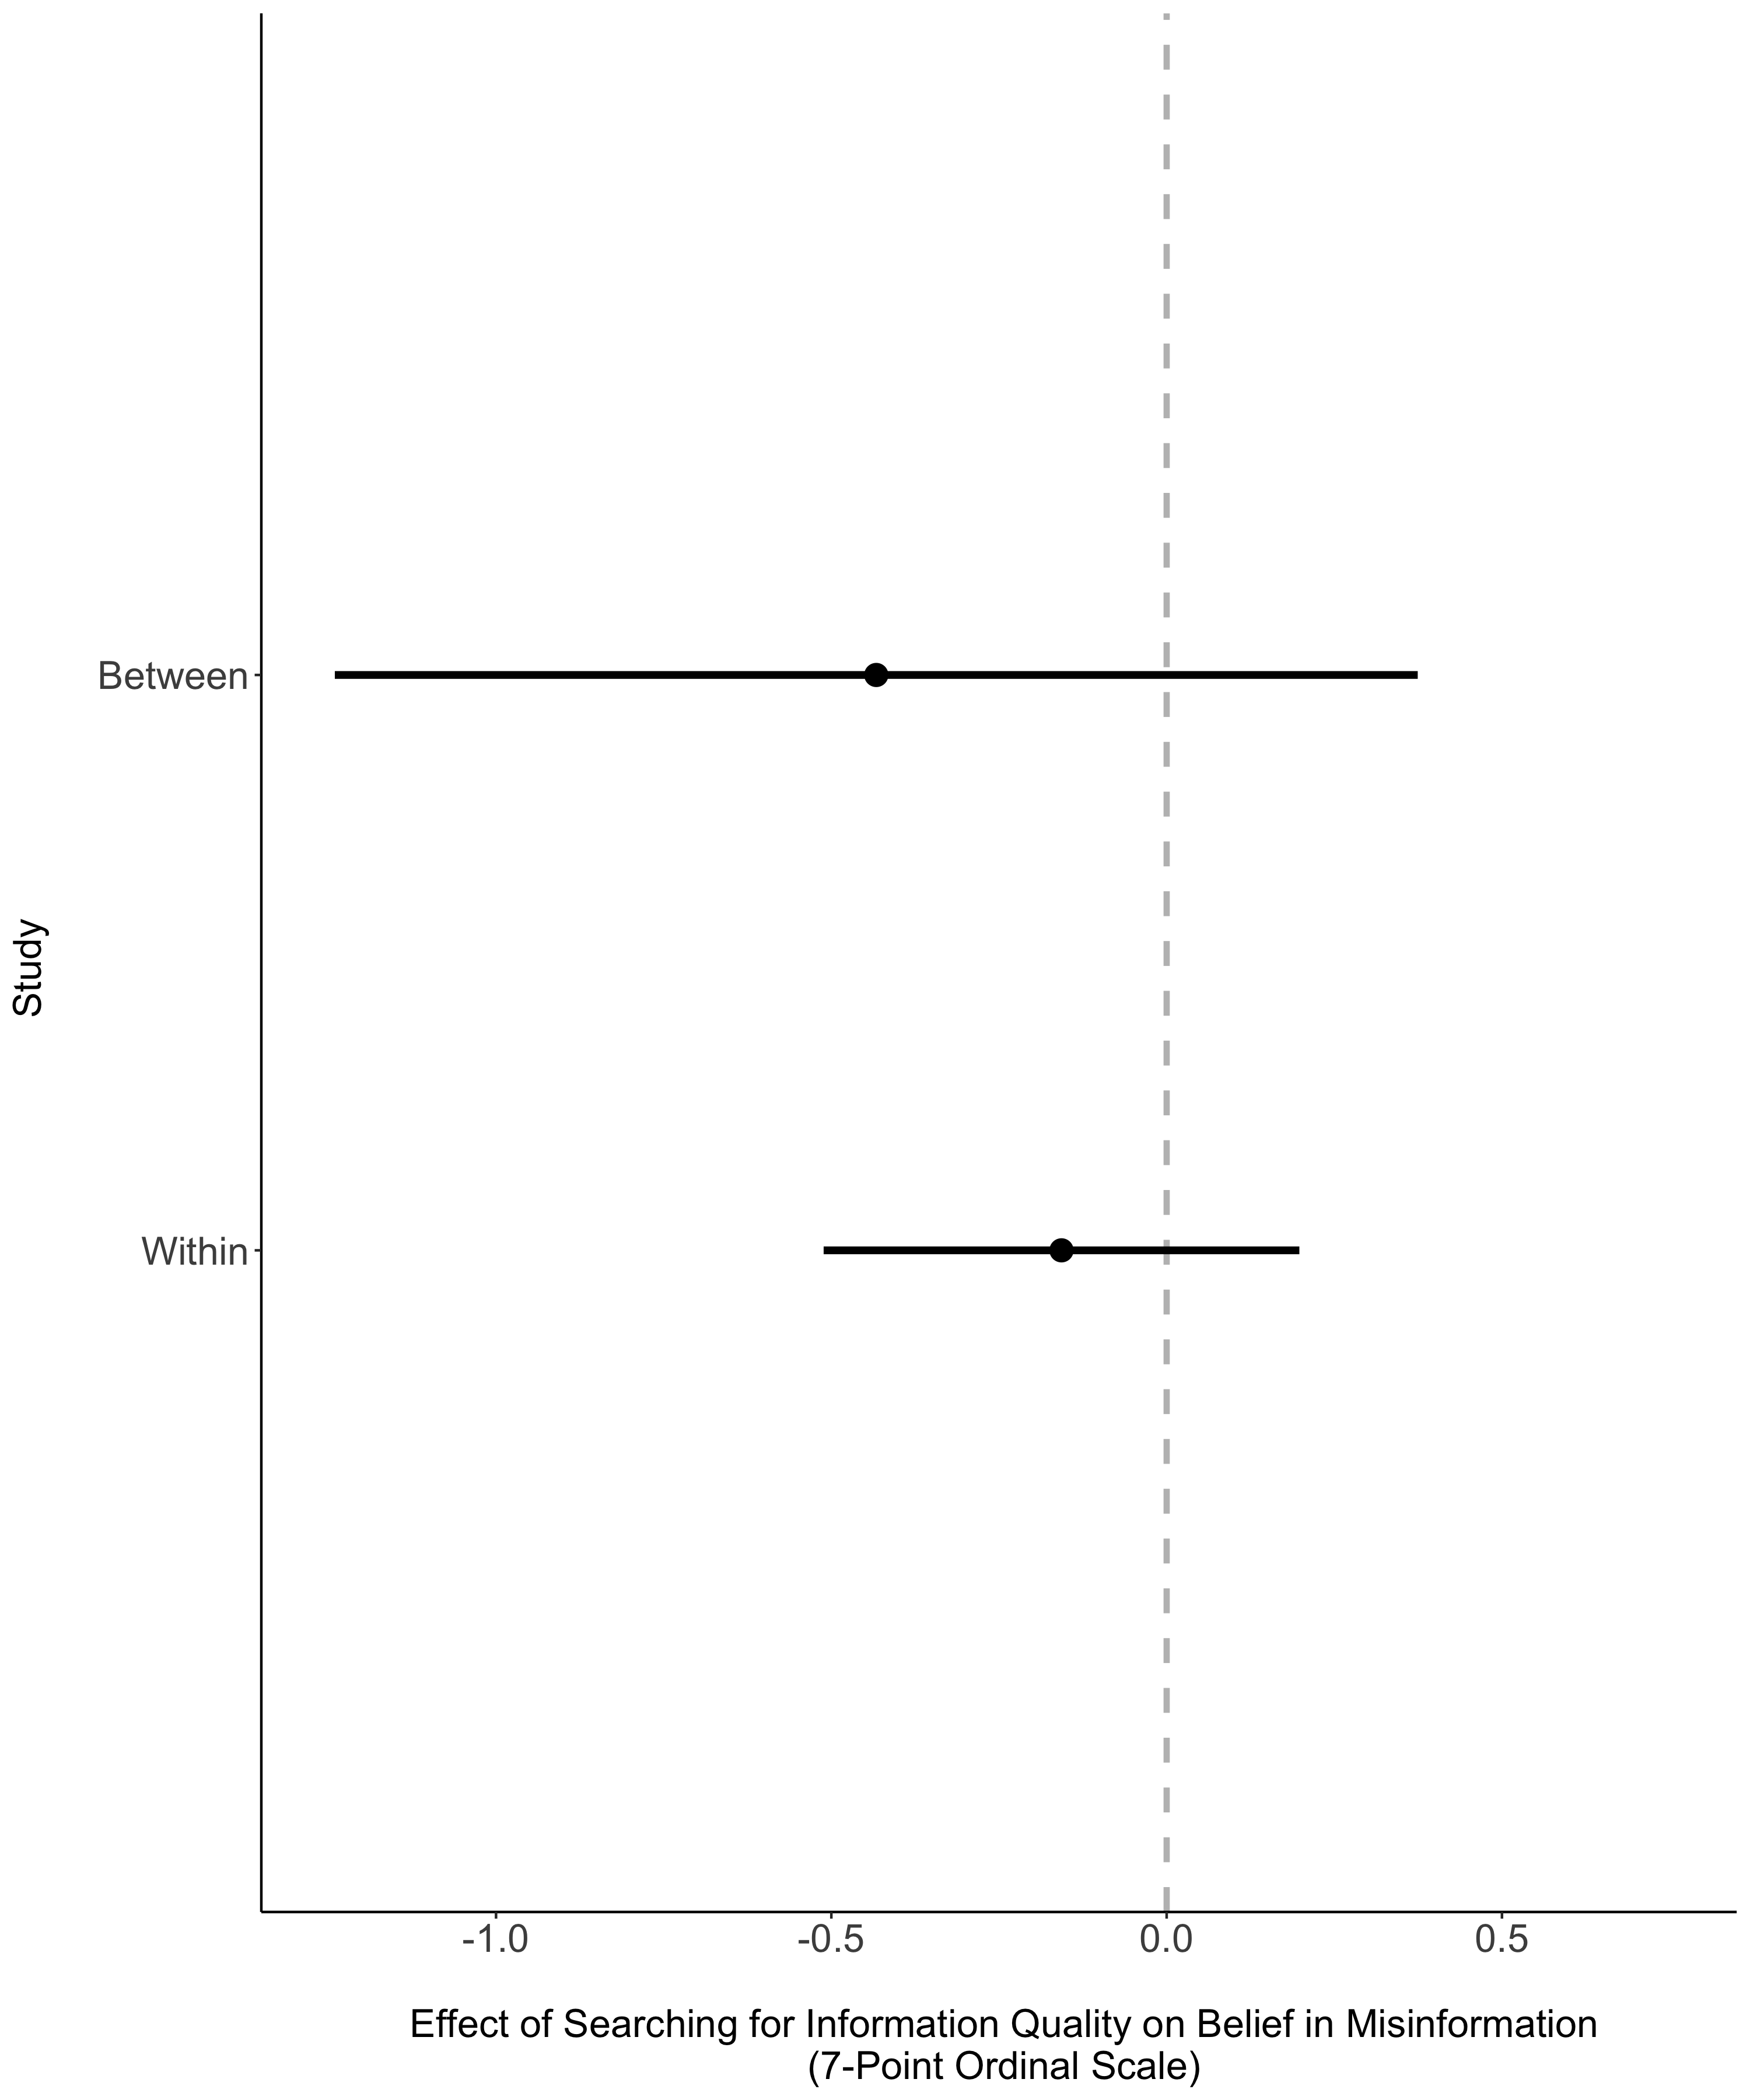 Study
Between
Within
-1.0
-0.5
0.0
0.5
Effect of Searching for Information Quality on Belief in Misinformation
(7-Point Ordinal Scale)